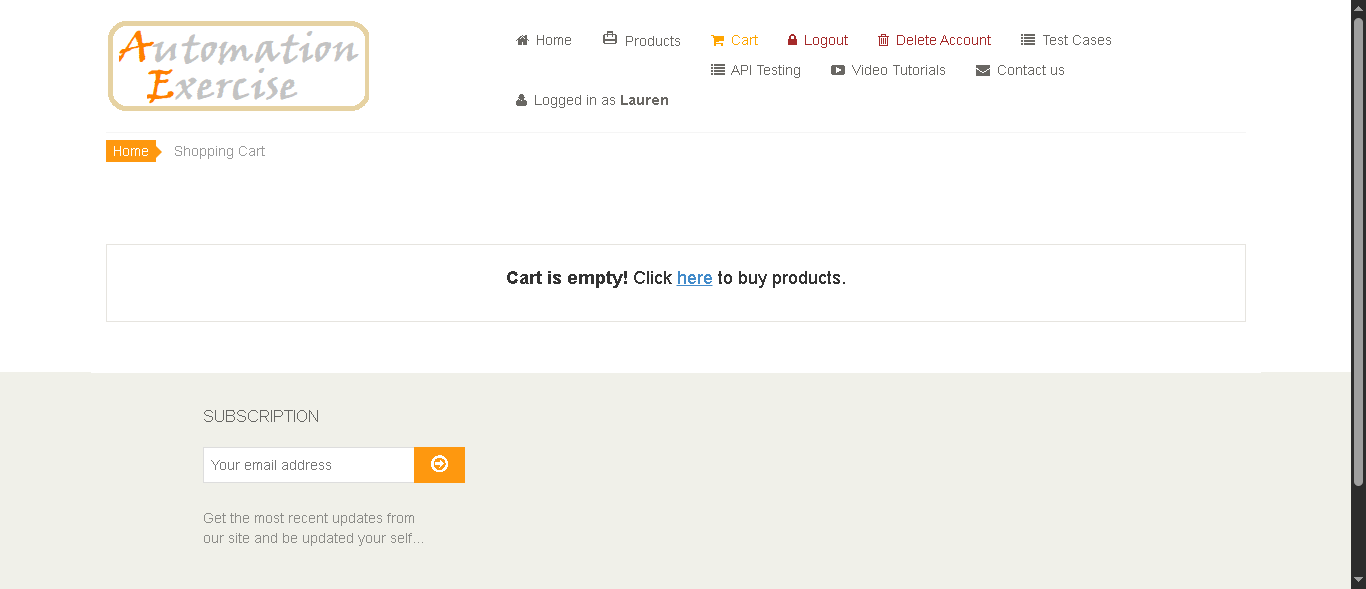 Automation
Exercise
Home Products Cart Logout Delete Account Test Cases
API Testing Video Tutorials Contact us
Logged in as Lauren
Home Shopping Cart
Cart is empty! Click here to buy products.
SUBSCRIPTION
Your email address
Get the most recent updates from
our site and be updated your self...